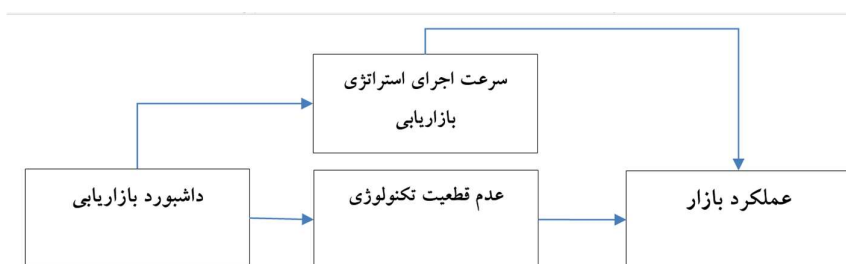 سرعت اجرای استراتژی
بازاریابی
داشبورد بازاریابی
عدم قطعیت تکنولوژی
عملکرد بازار